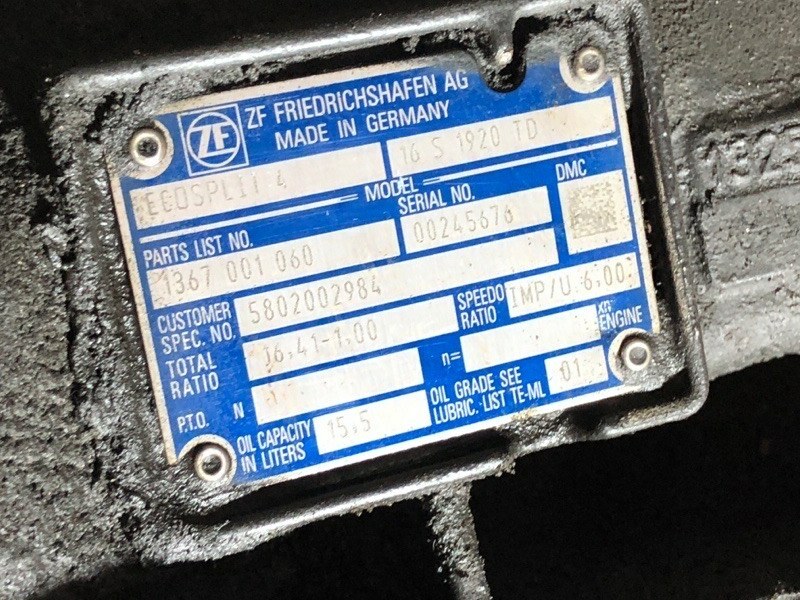 ZF
ZF FRIEDRICHSHAFEN AG
MADE IN GERMANY
ECOSPLIT 4
16 S 1920 TD
MODEL
PARTS LIST NO.
SERIAL NO.
DMC
1367 001 060
00245676
CUSTOMER
SPEC. NO.
5802002984
SPEEDO
RATIO
IMP/U 6,00
TOTAL
RATIO
16,41-1,00
n=
x n
ENGINE
P.T.O.
N
OIL CAPACITY
IN LITERS
15,5
OIL GRADE SEE
LUBRIC. LIST TE-ML
01